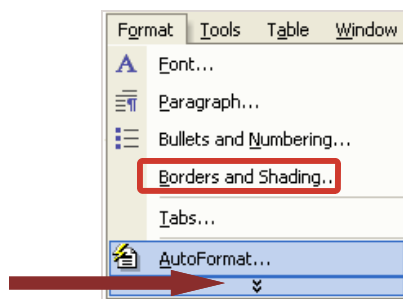 Format Tools Table Window
Font...
Paragraph...
Bullets and Numbering...
Borders and Shading...
Tabs...
AutoFormat...